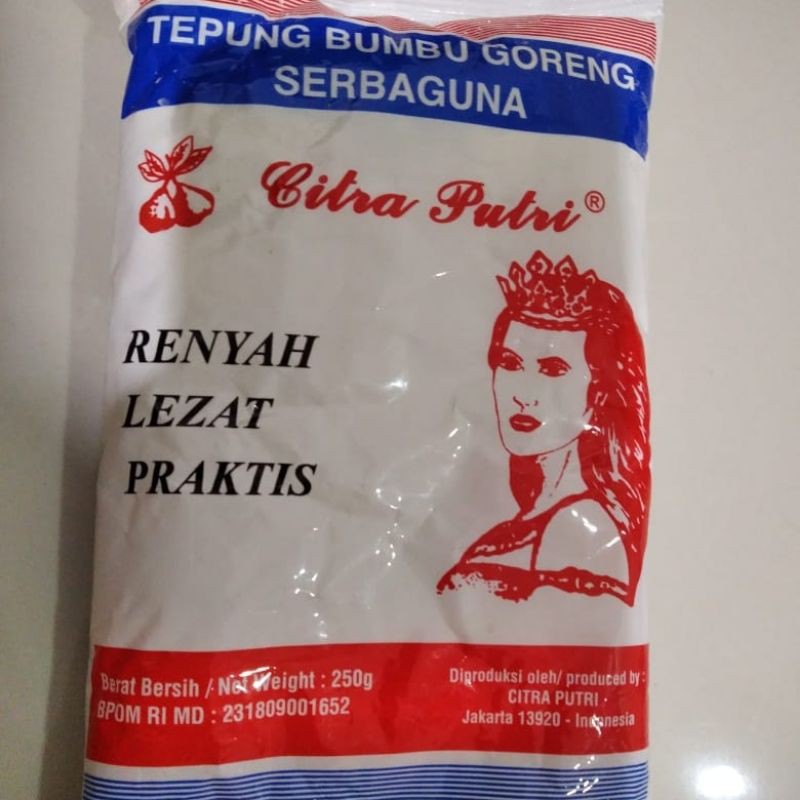 TEPUNG BUMBU GORENG
SERBAGUNA
Citra Putri ®
RENYAH
LEZAT
PRAKTIS
Berat Bersih / Net Weight : 250g
BPOM RI MD : 231809001652
Diproduksi oleh/ produced by :
CITRA PUTRI
Jakarta 13920 - Indonesia